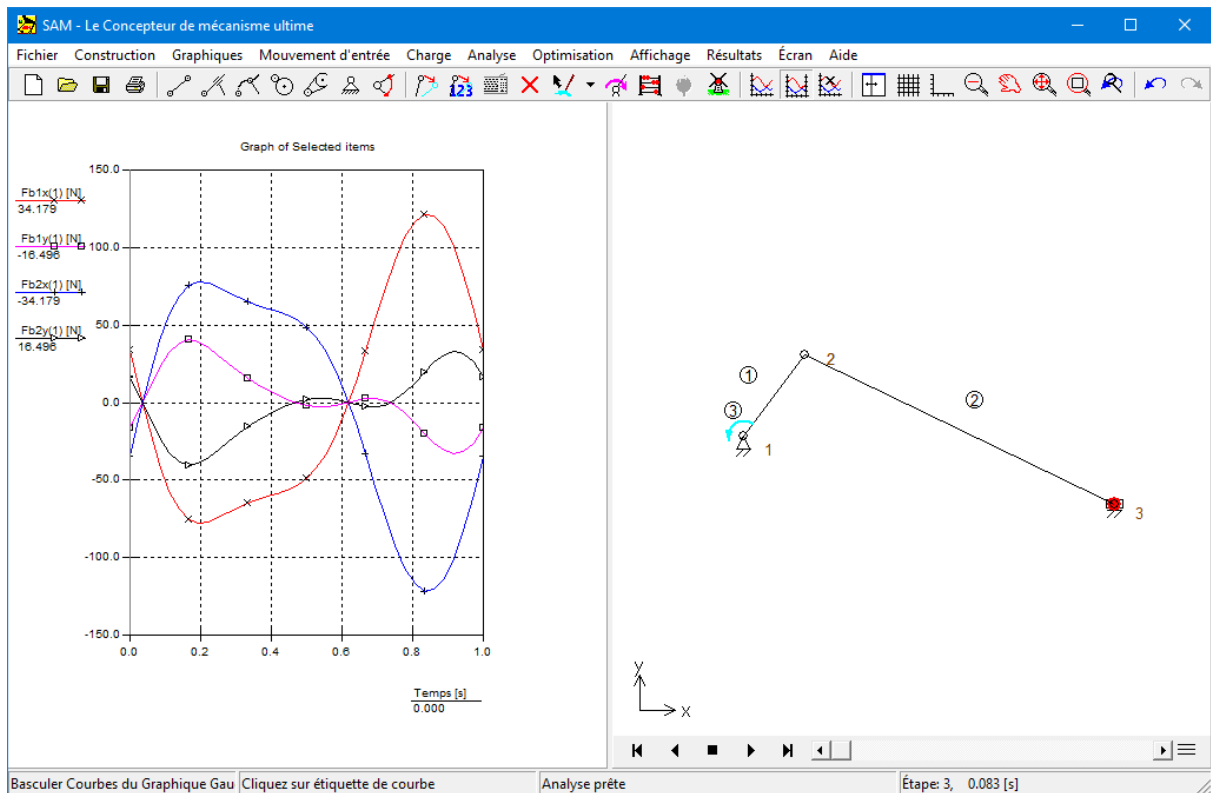 SAM - Le Concepteur de mécanisme ultime
Fichier Construction Graphiques Mouvement d'entrée Charge Analyse Optimisation Affichage Résultats Écran Aide
123
Graph of Selected items
150.0
Fb1x(1) [N]
34.179
Fb1y(1) [N]
-16.496
100.0
Fb2x(1) [N]
-34.179
50.0
Fb2y(1) [N]
16.496
0.0
-50.0
-100.0
-150.0
0.0 0.2 0.4 0.6 0.8 1.0
Temps [s]
0.000
1
2
3
2
1
3
y
x
Basculer Courbes du Graphique Gau Cliquez sur étiquette de courbe Analyse prête Étape: 3, 0.083 [s]